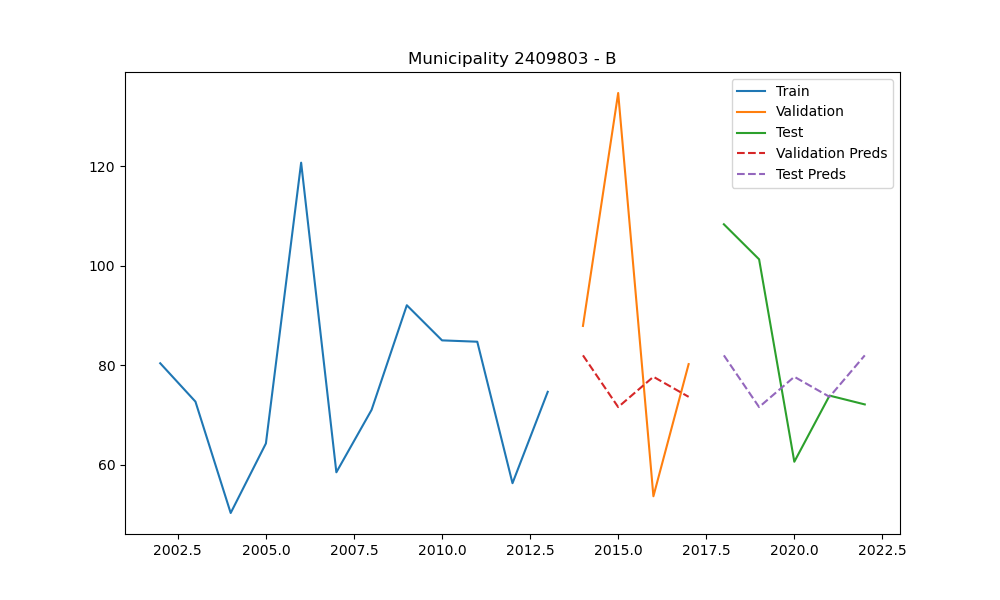 Municipality 2409803 - B
Train
Validation
Test
Validation Preds
Test Preds
120
100
80
60
2002.5 2005.0 2007.5 2010.0 2012.5 2015.0 2017.5 2020.0 2022.5